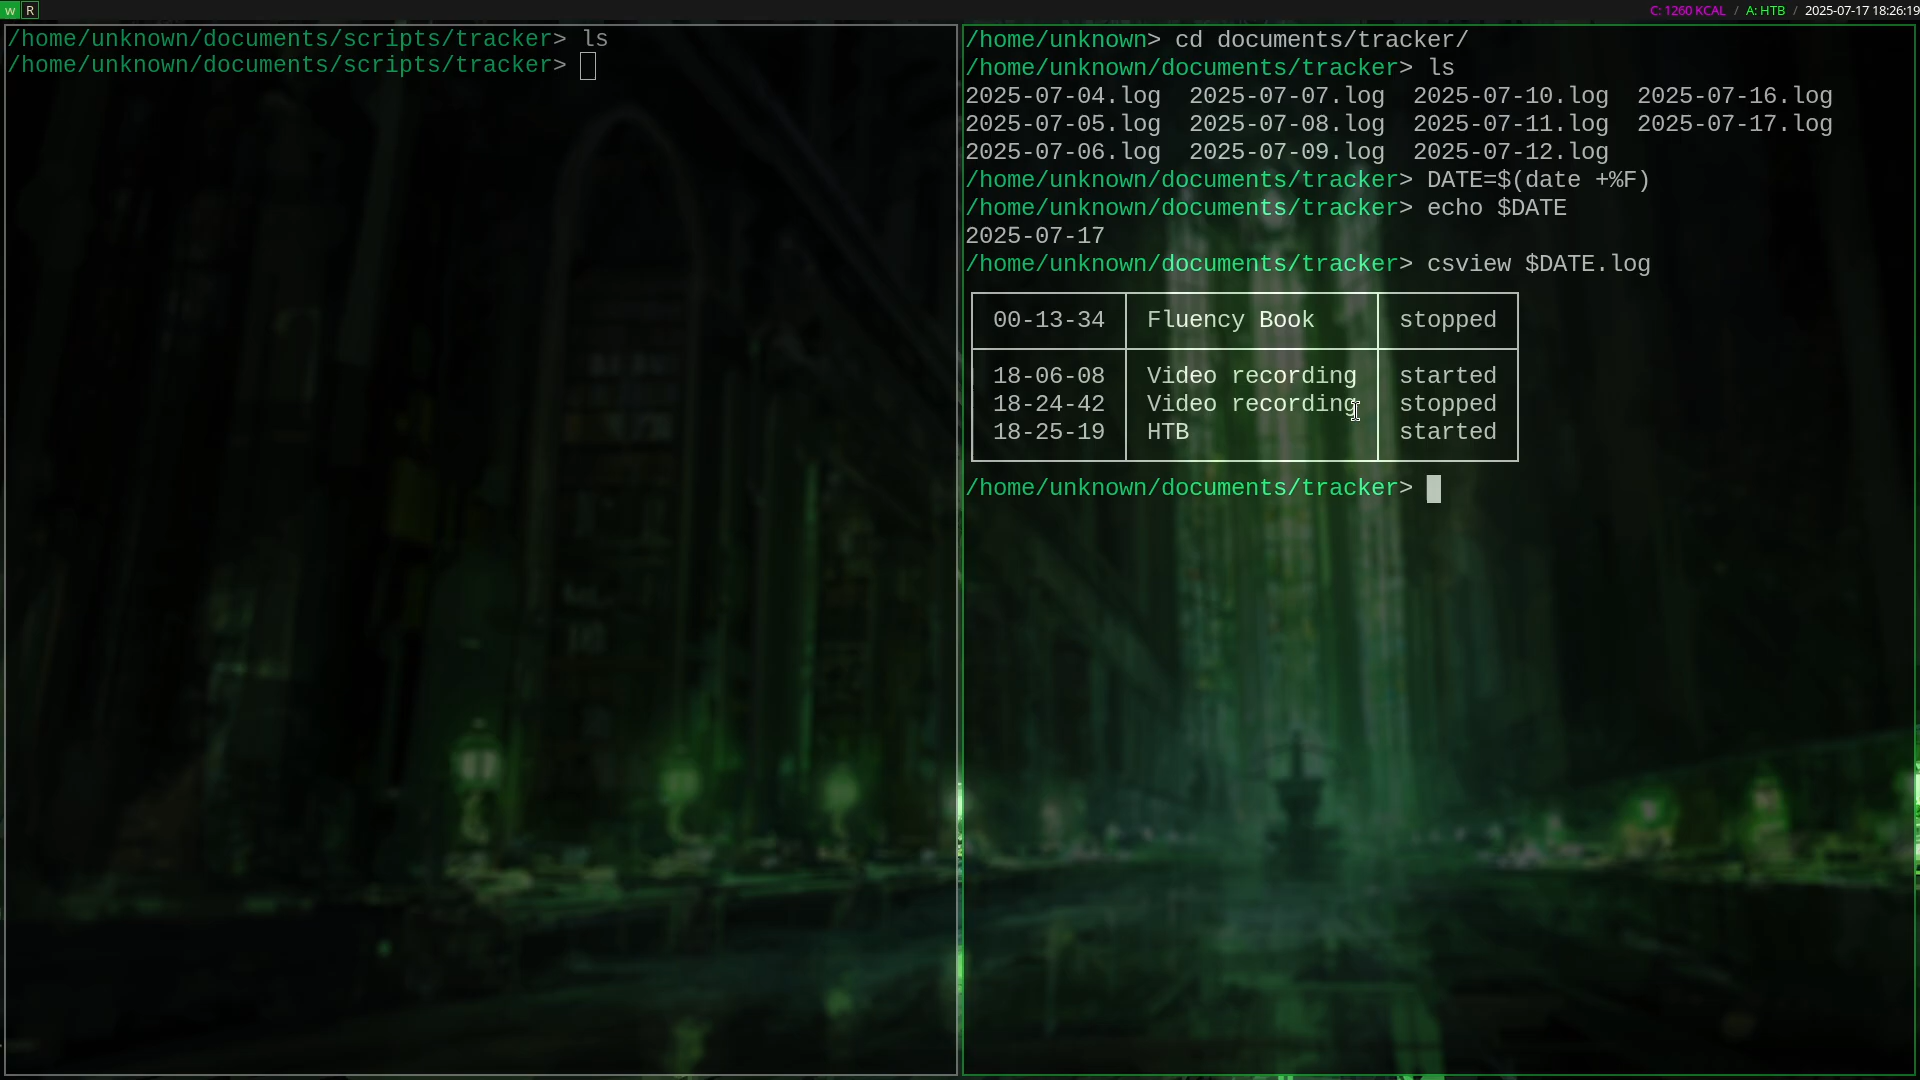 w R
C: 1260 KCAL / A: HTB / 2025-07-17 18:26:19
/home/unknown/documents/scripts/tracker> ls
/home/unknown/documents/scripts/tracker>
/home/unknown> cd documents/tracker/
/home/unknown/documents/tracker> ls
2025-07-04.log 2025-07-07.log 2025-07-10.log 2025-07-16.log
2025-07-05.log 2025-07-08.log 2025-07-11.log 2025-07-17.log
2025-07-06.log 2025-07-09.log 2025-07-12.log
/home/unknown/documents/tracker> DATE=$(date +%F)
/home/unknown/documents/tracker> echo $DATE
2025-07-17
/home/unknown/documents/tracker> csview $DATE.log
00-13-34 Fluency Book stopped
18-06-08 Video recording started
18-24-42 Video recording stopped
18-25-19 HTB started
/home/unknown/documents/tracker>